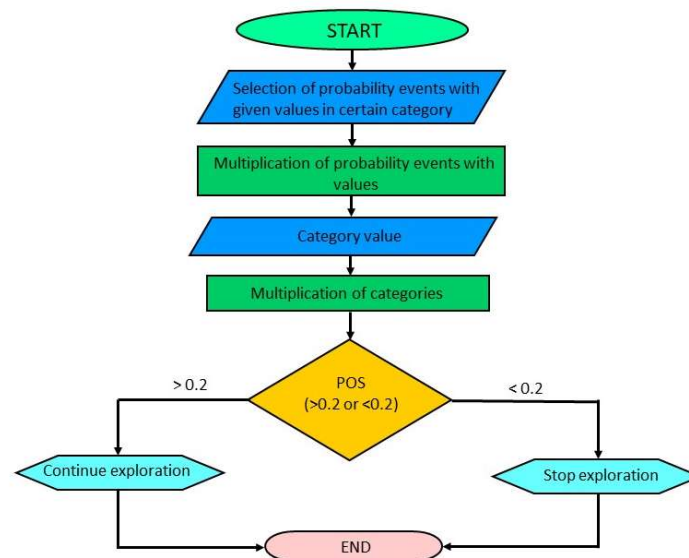 START
Selection of probability events with
given values in certain category
Multiplication of probability events with
values
Category value
Multiplication of categories
POS
(>0.2 or <0.2)
> 0.2
< 0.2
Continue exploration
Stop exploration
END